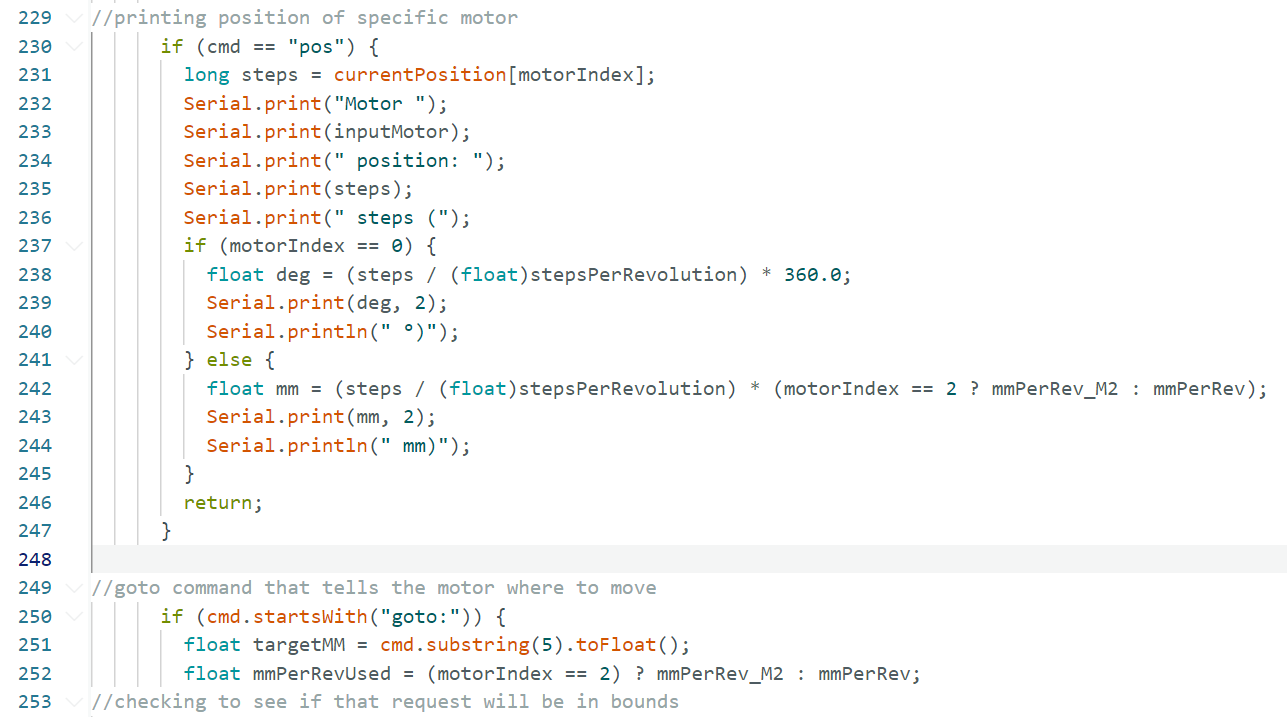 229 //printing position of specific motor
230 if (cmd == "pos") {
231 long steps = currentPosition[motorIndex];
232 Serial.print("Motor ");
233 Serial.print(inputMotor);
234 Serial.print(" position: ");
235 Serial.print(steps);
236 Serial.print(" steps (");
237 if (motorIndex == 0) {
238 float deg = (steps / (float)stepsPerRevolution) * 360.0;
239 Serial.print(deg, 2);
240 Serial.println(" °)");
241 } else {
242 float mm = (steps / (float)stepsPerRevolution) * (motorIndex == 2 ? mmPerRev_M2 : mmPerRev);
243 Serial.print(mm, 2);
244 Serial.println(" mm)");
245 }
246 return;
247 }
248
249 //goto command that tells the motor where to move
250 if (cmd.startsWith("goto:")) {
251 float targetMM = cmd.substring(5).toFloat();
252 float mmPerRevUsed = (motorIndex == 2) ? mmPerRev_M2 : mmPerRev;
253 //checking to see if that request will be in bounds